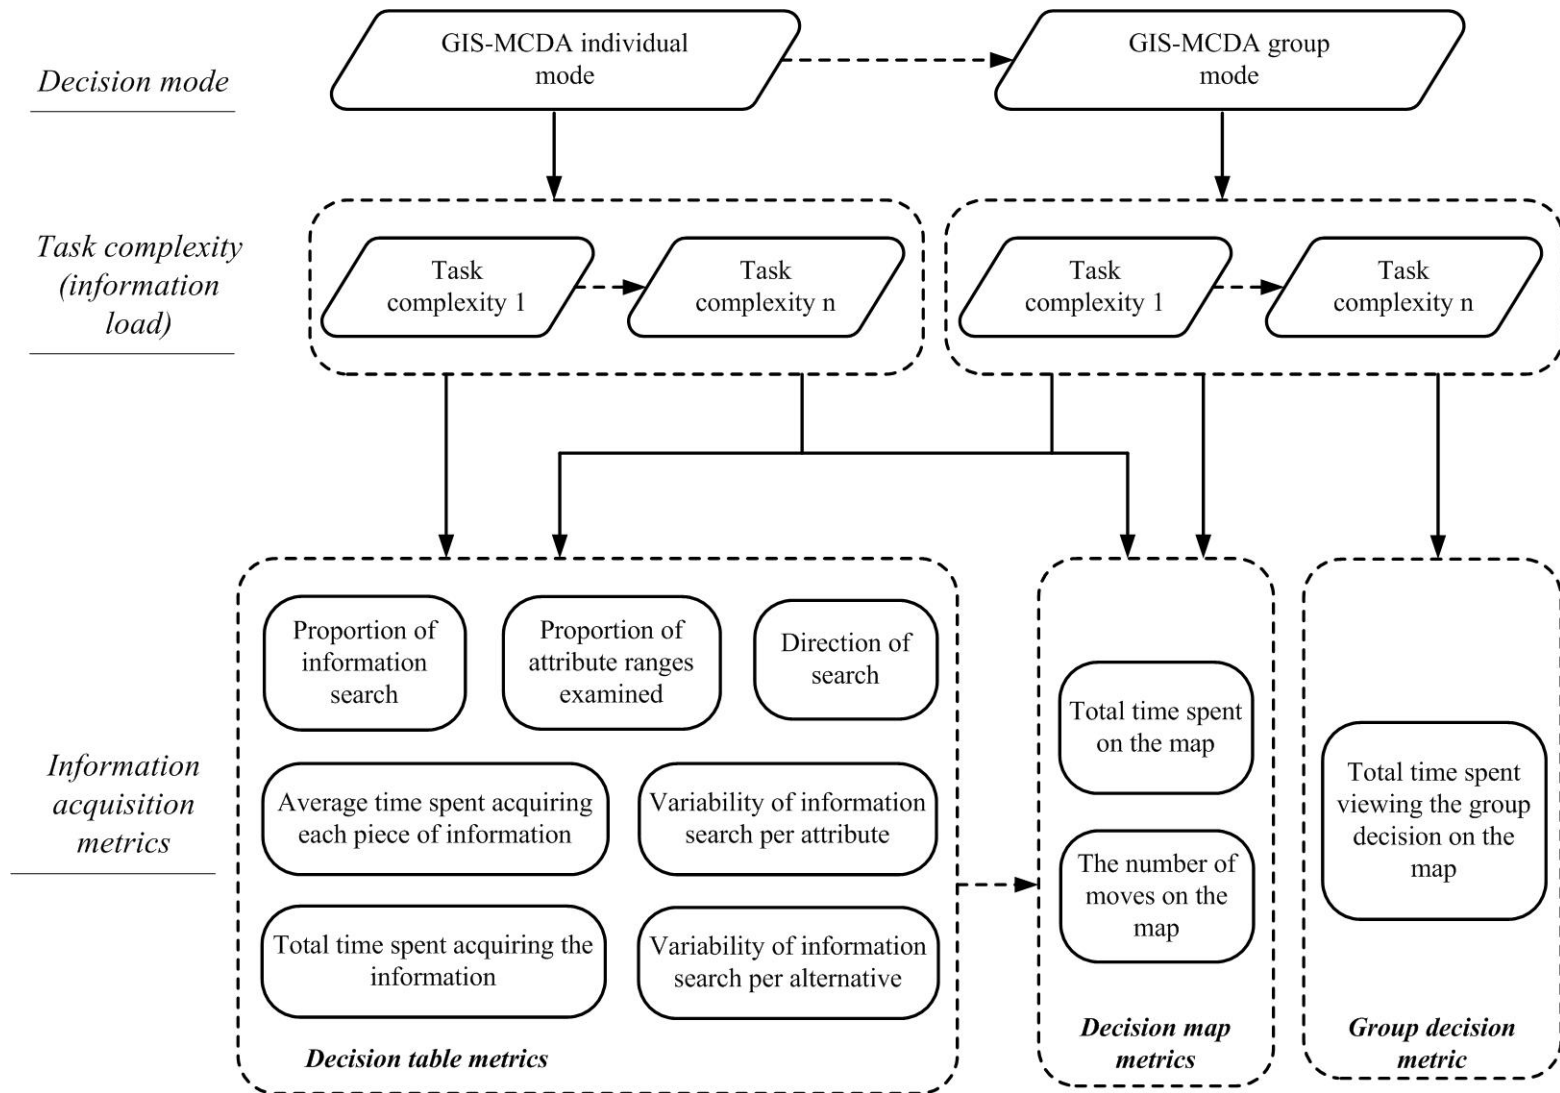 Decision mode
GIS-MCDA individual
mode
GIS-MCDA group
mode
Task complexity
(information
load)
Task
complexity 1
Task
complexity n
Task
complexity 1
Task
complexity n
Information
acquisition
metrics
Proportion of
information
search
Proportion of
attribute ranges
examined
Direction of
search
Average time spent acquiring
each piece of information
Variability of information
search per attribute
Total time spent acquiring the
information
Variability of information
search per alternative
Decision table metrics
Total time spent
on the map
The number of
moves on the
map
Decision map
metrics
Total time spent
viewing the group
decision on the
map
Group decision
metric